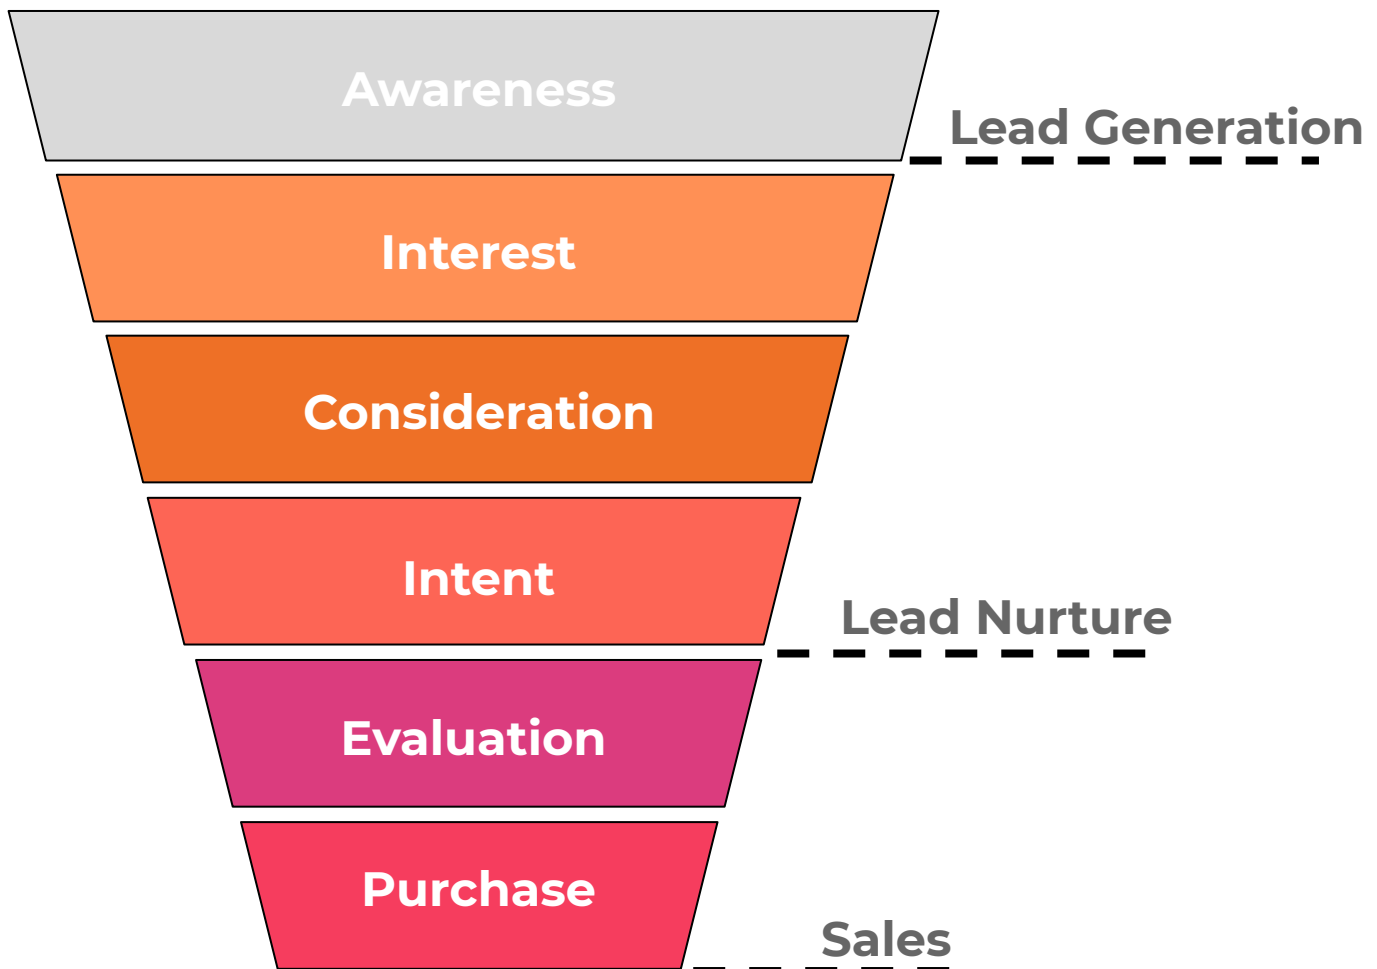 Awareness
Lead Generation
Interest
Consideration
Intent
Lead Nurture
Evaluation
Purchase
Sales